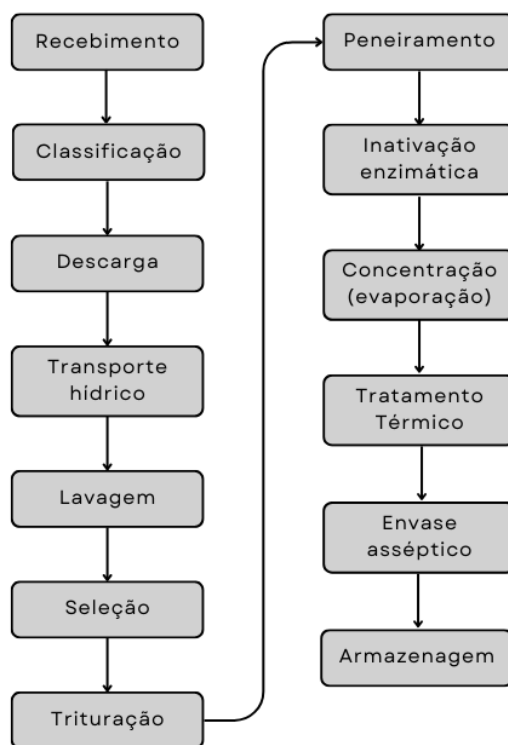 Recebimento
Classificação
Descarga
Transporte
hídrico
Lavagem
Seleção
Trituração
Peneiramento
Inativação
enzimática
Concentração
(evaporação)
Tratamento
Térmico
Envase
asséptico
Armazenagem